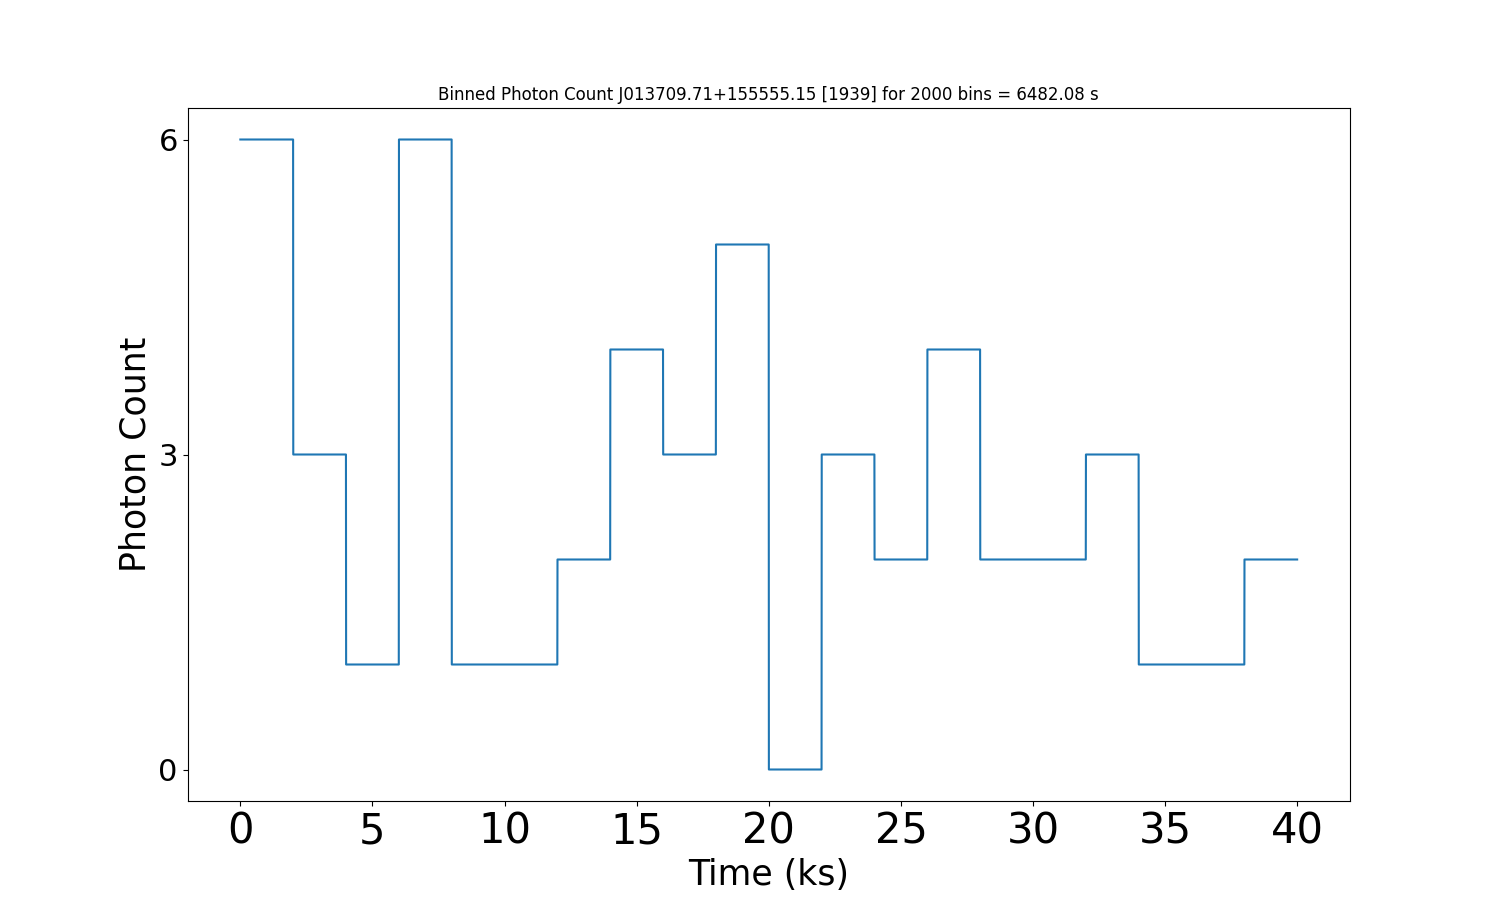 Binned Photon Count J013709.71+155555.15 [1939] for 2000 bins = 6482.08 s
6
3
0
Photon Count
0 5 10 15 20 25 30 35 40
Time (ks)